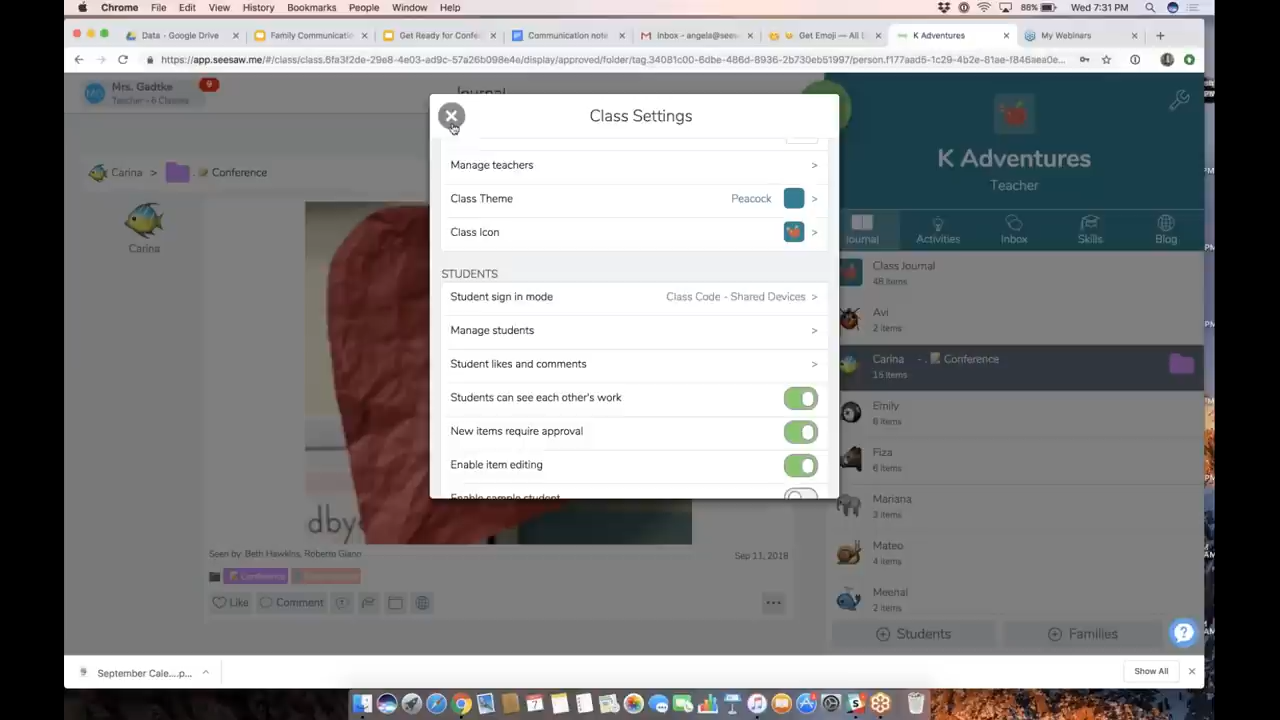 Chrome File Edit View History Bookmarks People Window Help 88% Wed 7:31 PM
Data - Google Drive Family Communicati Get Ready for Confe Communication note Inbox - angela@seew Get Emoji — All K Adventures My Webinars
https://app.seesaw.me/#/class/class.8fa3f2de-29e8-4e03-ad9c-57a26b098e4a/display/approved/folder/tag.34081c00-6dbe-486d-8936-2b730eb51997/person.f177aad5-1c29-4b2e-81ae-f846aea0e...
Mrs. Gadtke
Teacher - 6 Classes
9
Journal
Class Settings
K Adventures
Teacher
Manage teachers >
Class Theme Peacock >
Class Icon >
STUDENTS
Student sign in mode Class Code - Shared Devices >
Manage students >
Student likes and comments >
Students can see each other's work
New items require approval
Enable item editing
Enable sample student
Carina > . Conference
Carina
dbye
Seen by: Beth Hawkins, Roberto Giano
Sep 11, 2018
Conference
Like Comment
Journal Activities Inbox Skills Blog
Class Journal
48 items
Avi
2 items
Carina - . Conference
15 items
Emily
6 items
Fiza
6 items
Mariana
3 items
Mateo
4 items
Meenal
2 items
Students Families
?
September Cale....p...
Show All